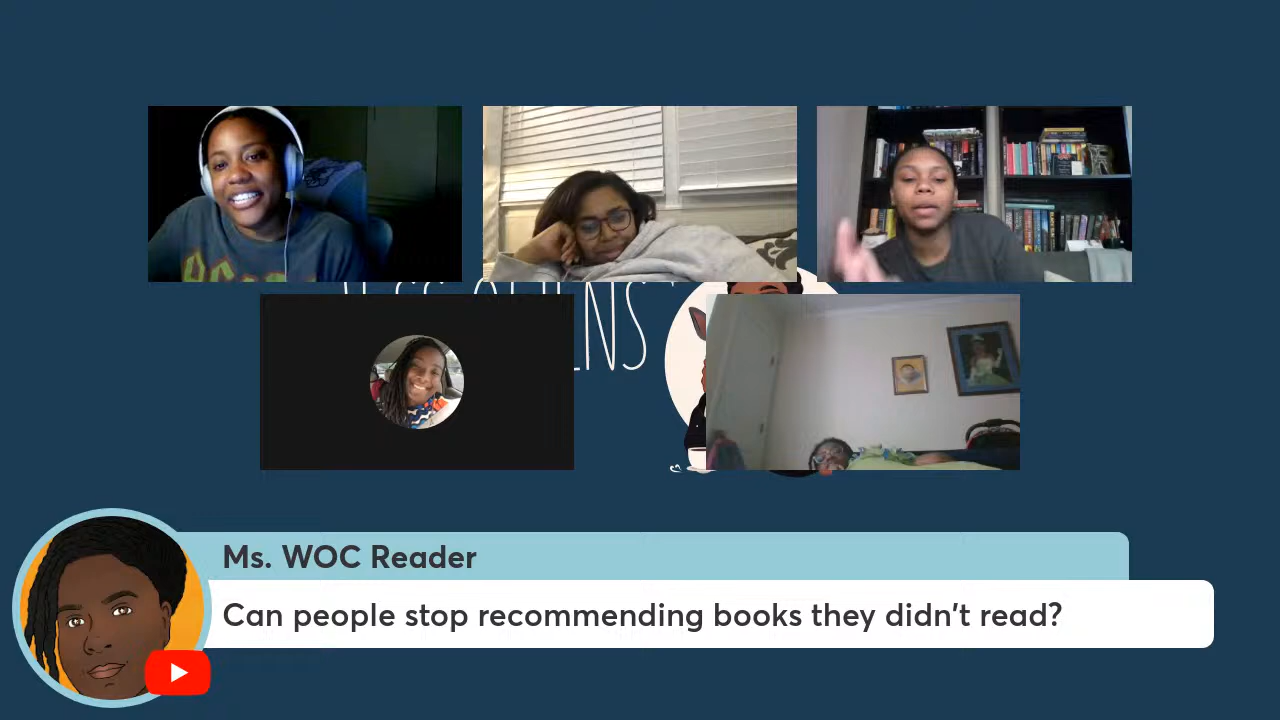 Ms. WOC Reader
Can people stop recommending books they didn't read?